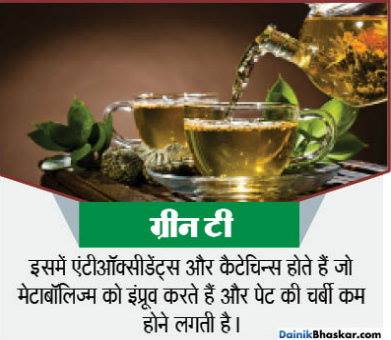 ग्रीन टी
इसमें एंटीऑक्सीडेंट्स और कैटेचिन्स होते हैं जो
मेटाबॉलिज्म को इंप्रूव करते हैं और पेट की चर्बी कम
होने लगती है।
DainikBhaskar.com